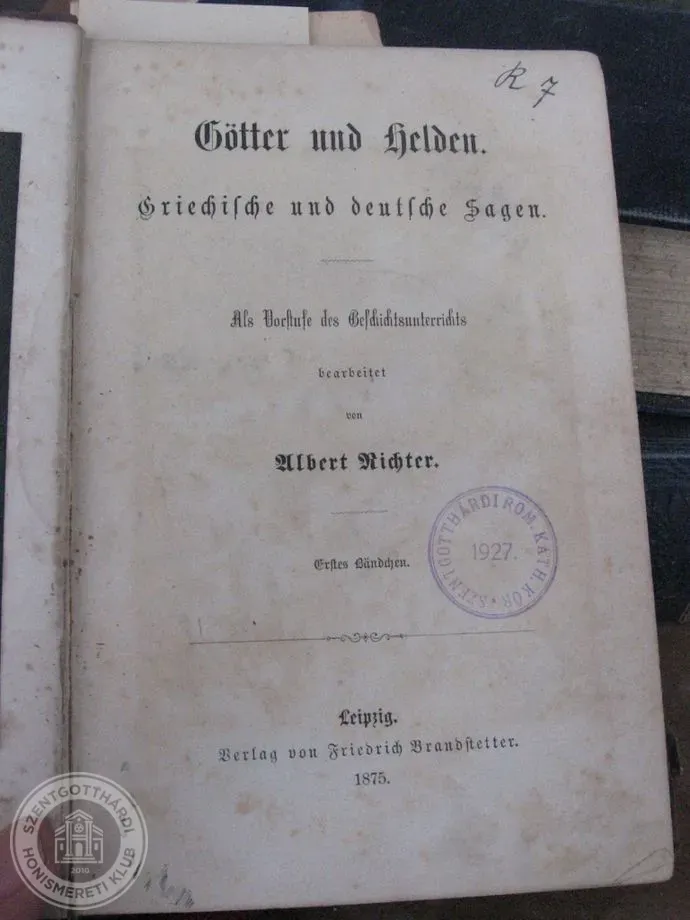 R 7
Götter und Helden.
Griechische und deutsche Sagen.
Als Vorstufe des Geschichtsunterrichts
bearbeitet
von
Albert Richter.
Erstes Bändchen.
SZENTGOTTHÁRDI ROM. KATH. KÖR
1927.
Leipzig.
Verlag von Friedrich Brandstetter.
1875.
SZENTGOTTHÁRDI
HONISMERETI KLUB
2010